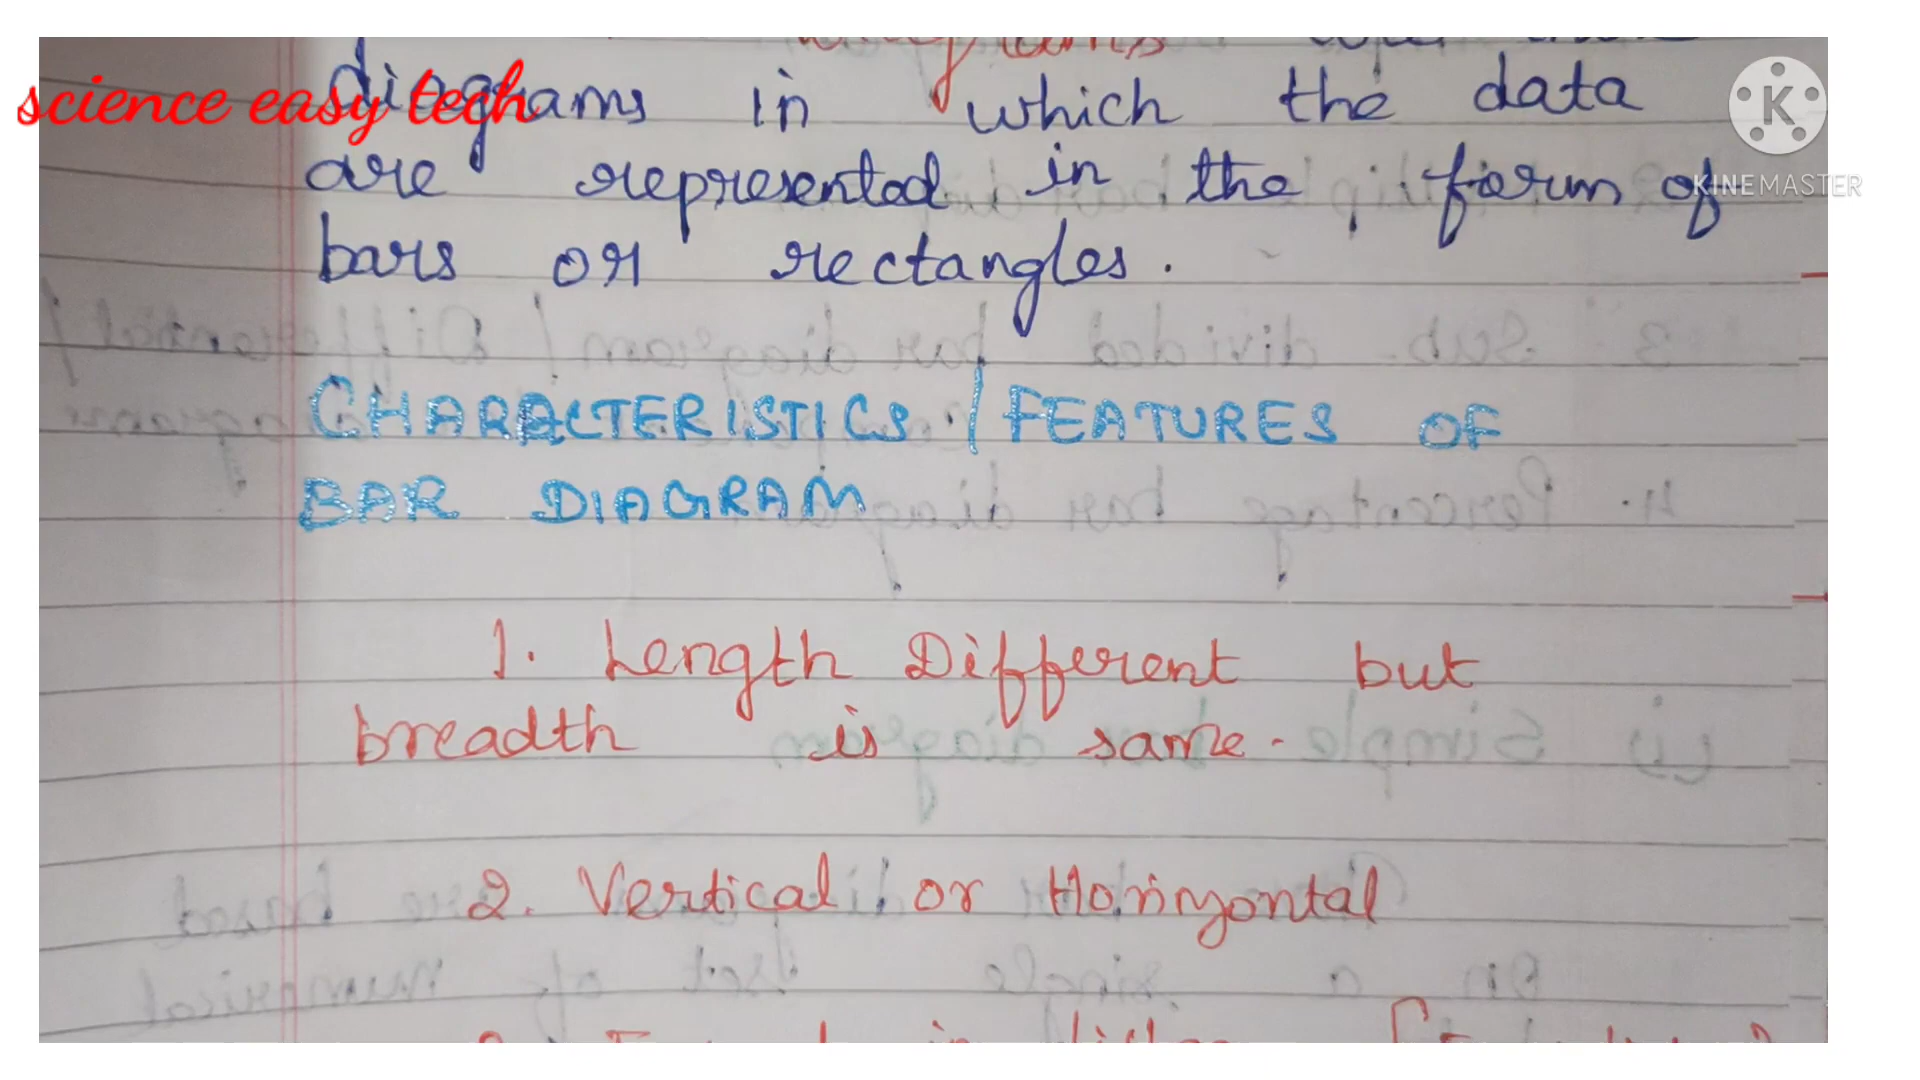 diagrams in which the data
science easy tech
are represented in the form of
KINEMASTER
bars or rectangles.
CHARACTERISTICS / FEATURES OF
BAR DIAGRAM
1. Length Different but
breadth is same.
2. Vertical or Horizontal